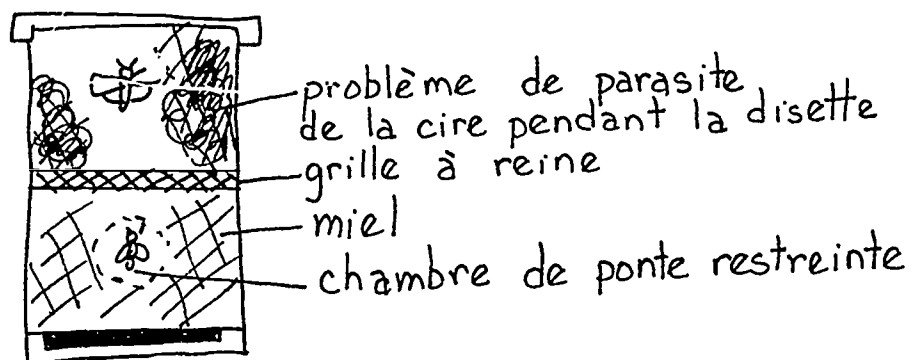 problème de parasite
de la cire pendant la disette
grille à reine
miel
chambre de ponte restreinte